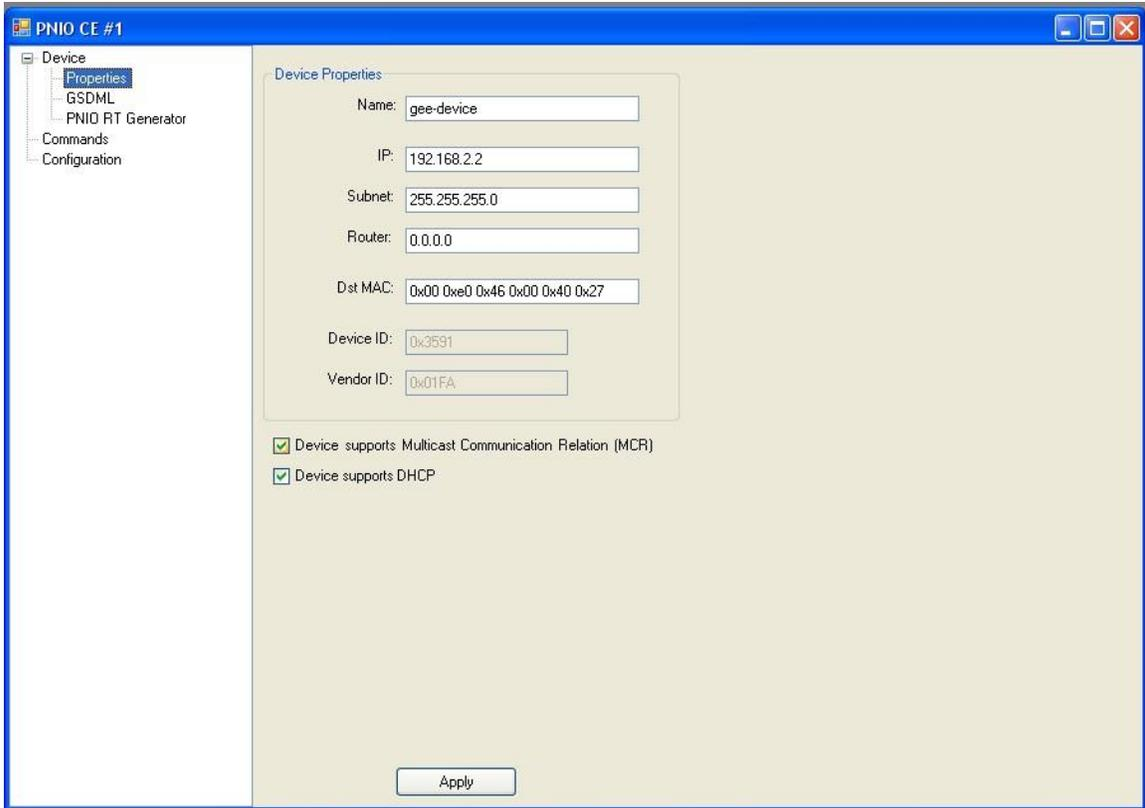 PNIO CE #1
Device
Properties
GSDML
PNIO RT Generator
Commands
Configuration
Device Properties
Name: gee-device
IP: 192.168.2.2
Subnet: 255.255.255.0
Router: 0.0.0.0
Dst MAC: 0x00 0xe0 0x46 0x00 0x40 0x27
Device ID: 0x3591
Vendor ID: 0x01FA
Device supports Multicast Communication Relation (MCR)
Device supports DHCP
Apply